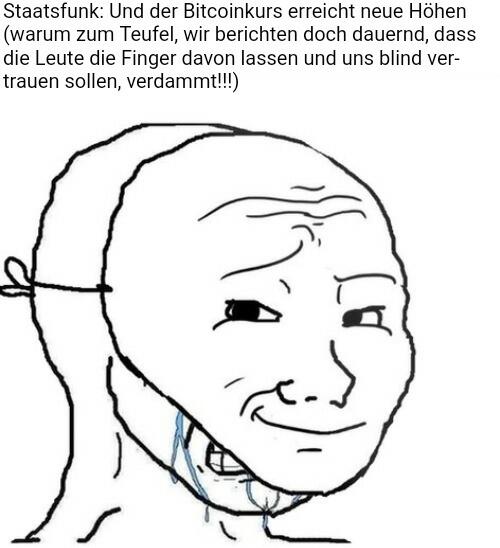 Staatsfunk: Und der Bitcoinkurs erreicht neue Höhen
(warum zum Teufel, wir berichten doch dauernd, dass
die Leute die Finger davon lassen und uns blind ver-
trauen sollen, verdammt!!!)